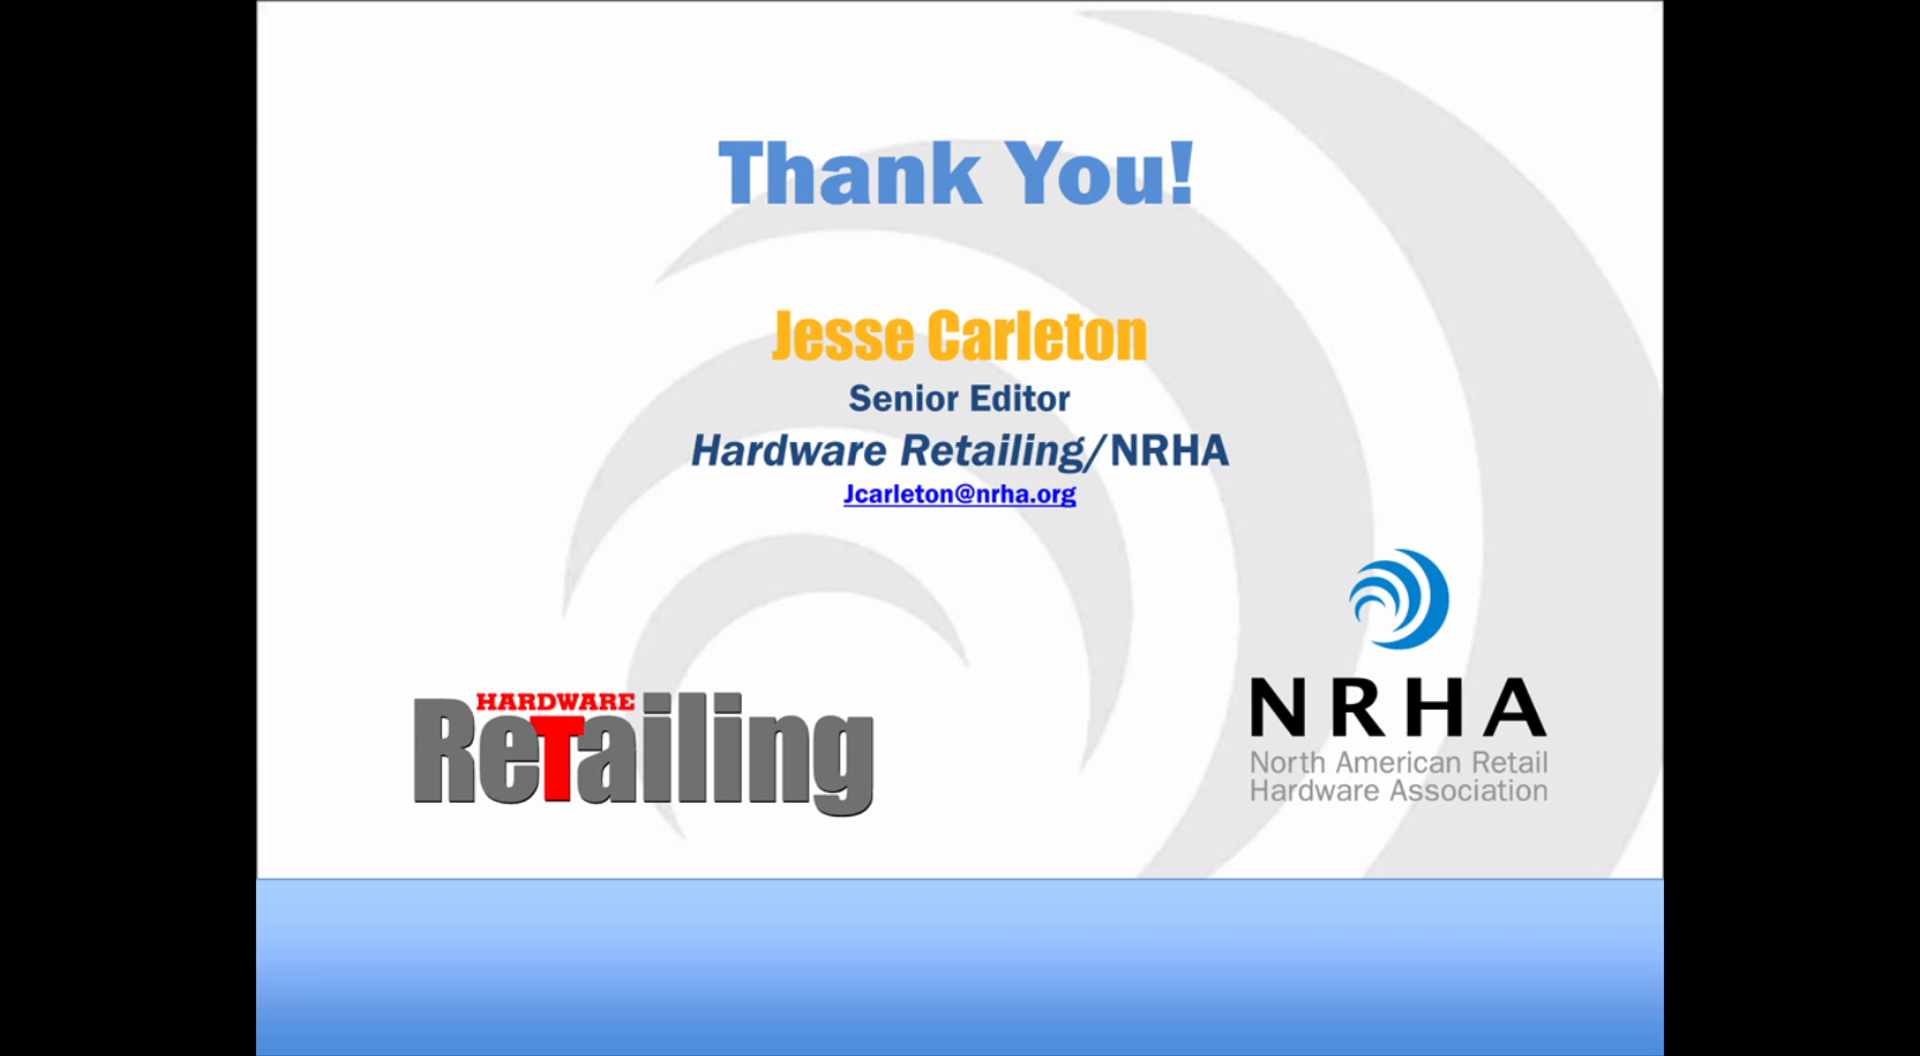 Thank You!
Jesse Carleton
Senior Editor
Hardware Retailing/NRHA
Jcarleton@nrha.org
HARDWARE
ReTailing
NRHA
North American Retail
Hardware Association